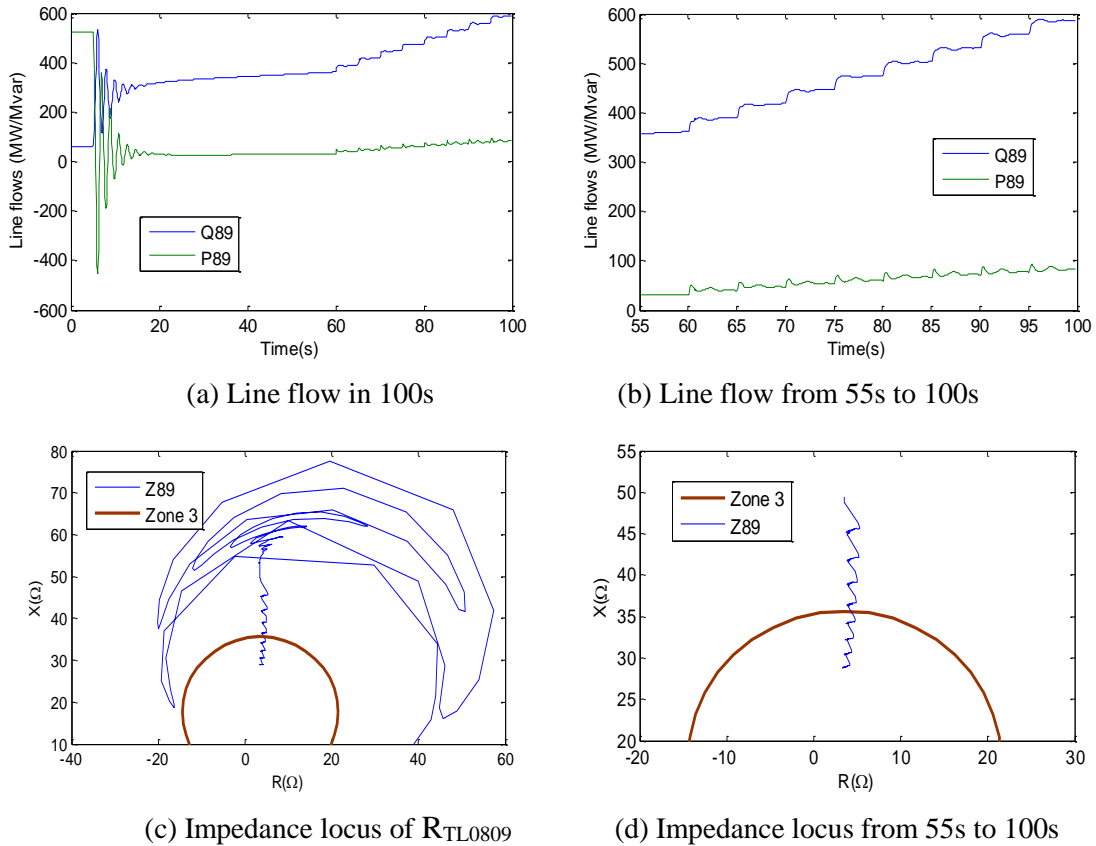 Line flows (MW/Mvar)
600
400
200
0
-200
-400
-600
Q89
P89
0 20 40 60 80 100
Time(s)
(a) Line flow in 100s
Line flows (MW/Mvar)
600
500
400
300
200
100
0
Q89
P89
55 60 65 70 75 80 85 90 95 100
Time(s)
(b) Line flow from 55s to 100s
X(Ω)
80
70
60
50
40
30
20
10
Z89
Zone 3
-40 -20 0 20 40 60
R(Ω)
(c) Impedance locus of RTL0809
X(Ω)
55
50
45
40
35
30
25
20
Zone 3
Z89
-20 -10 0 10 20 30
R(Ω)
(d) Impedance locus from 55s to 100s